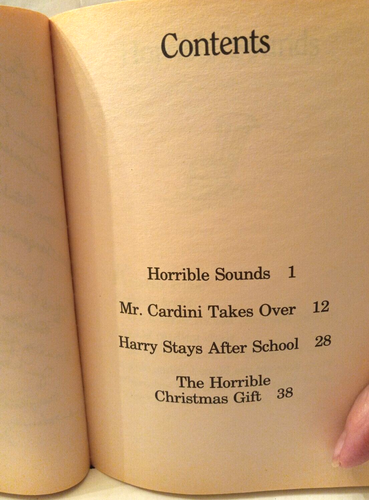 Contents
Horrible Sounds 1
Mr. Cardini Takes Over 12
Harry Stays After School 28
The Horrible
Christmas Gift 38